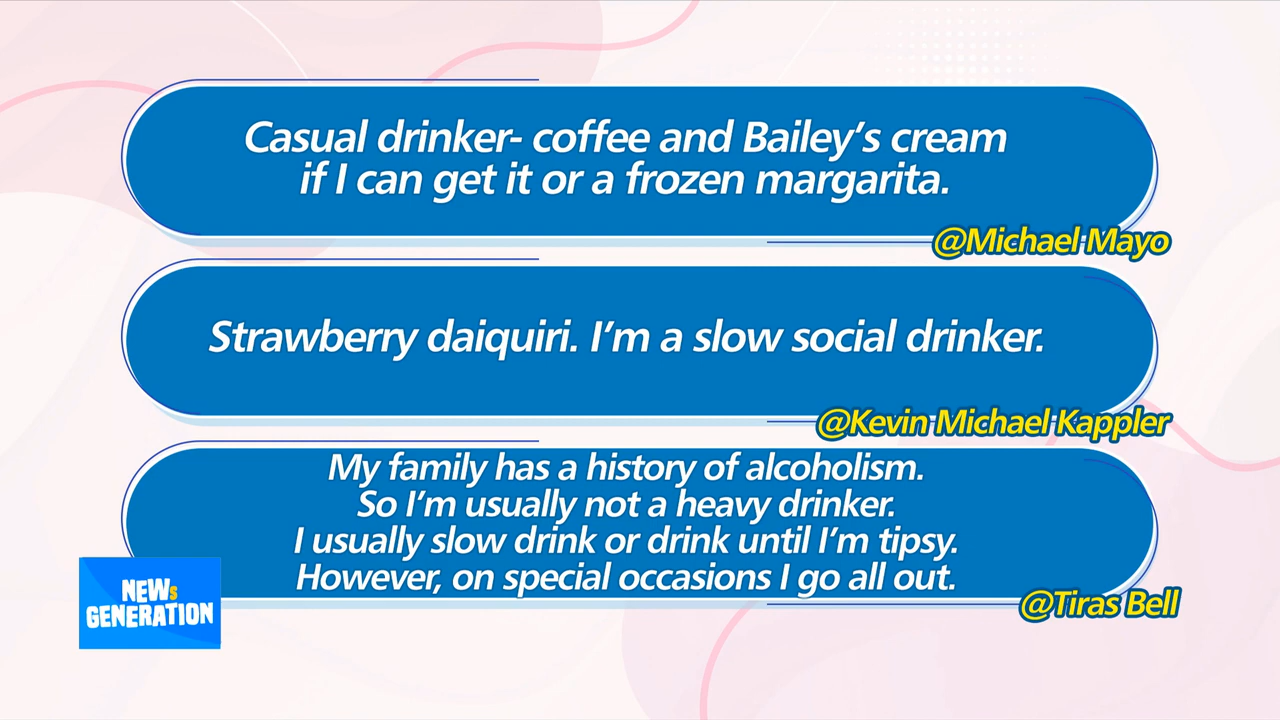 Casual drinker- coffee and Bailey's cream
if I can get it or a frozen margarita.
@Michael Mayo
Strawberry daiquiri. I'm a slow social drinker.
@Kevin Michael Kappler
My family has a history of alcoholism.
So I'm usually not a heavy drinker.
I usually slow drink or drink until I'm tipsy.
However, on special occasions I go all out.
@Tiras Bell
NEWs
GENERATION